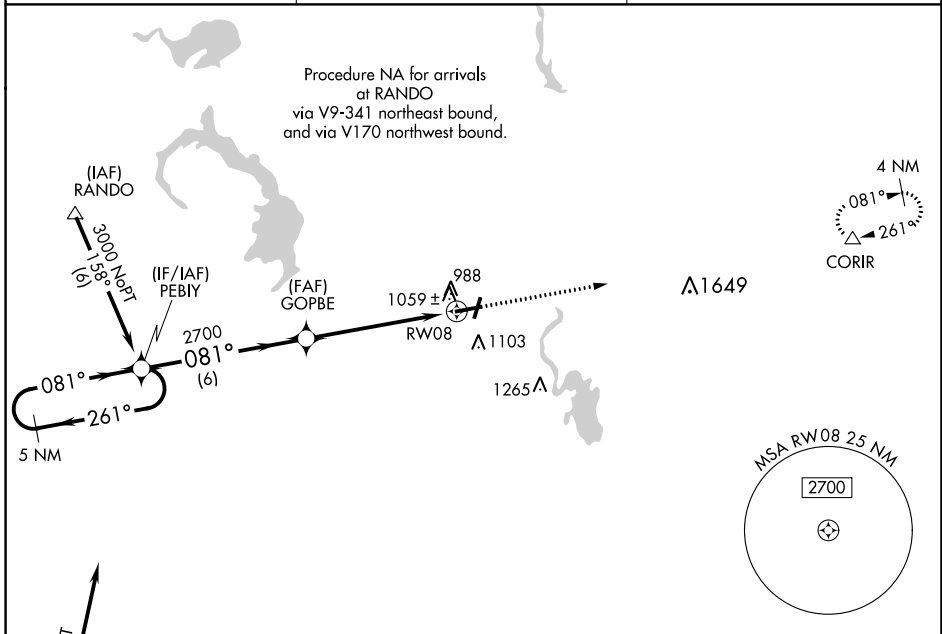 Procedure NA for arrivals
at RANDO
via V9-341 northeast bound,
and via V170 northwest bound.
(IAF)
RANDO
3000 NoPT
158°
(6)
(IF/IAF)
PEBIY
(FAF)
GOPBE
2700
081°
(6)
081°
261°
5 NM
988
1059 ±
RW08
1103
1265
1649
4 NM
081°
261°
CORIR
MSA RW08 25 NM
2700